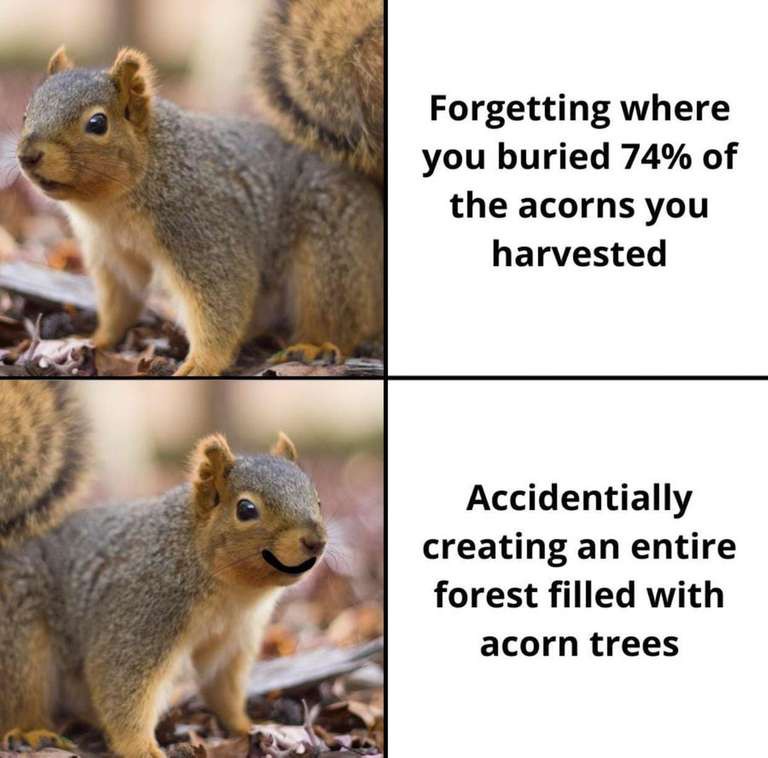 Forgetting where
you buried 74% of
the acorns you
harvested
Accidentially
creating an entire
forest filled with
acorn trees